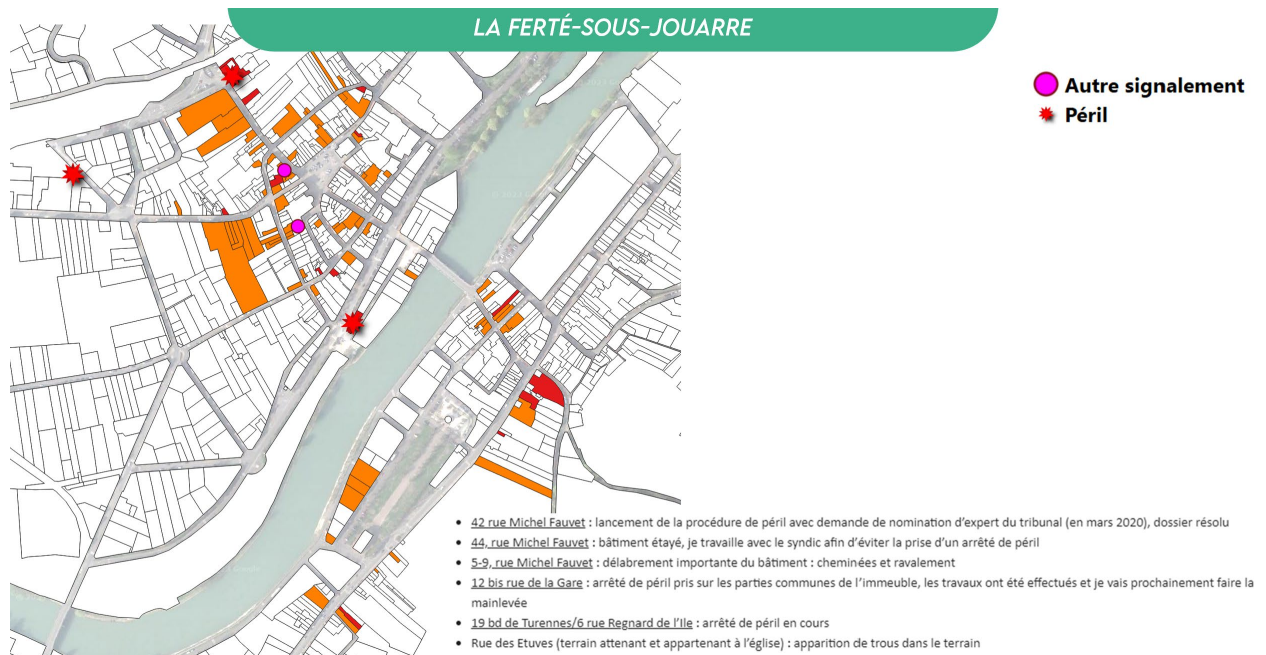 LA FERTÉ-SOUS-JOUARRE
Autre signalement
Péril
• 42 rue Michel Fauvet : lancement de la procédure de péril avec demande de nomination d'expert du tribunal (en mars 2020), dossier résolu
• 44, rue Michel Fauvet : bâtiment étayé, je travaille avec le syndic afin d'éviter la prise d'un arrêté de péril
• 5-9, rue Michel Fauvet : délabrement importante du bâtiment : cheminées et ravalement
• 12 bis rue de la Gare : arrêté de péril pris sur les parties communes de l'immeuble, les travaux ont été effectués et je vais prochainement faire la
mainlevée
• 19 bd de Turennes/6 rue Regnard de l'Ile : arrêté de péril en cours
• Rue des Etuves (terrain attenant et appartenant à l'église) : apparition de trous dans le terrain